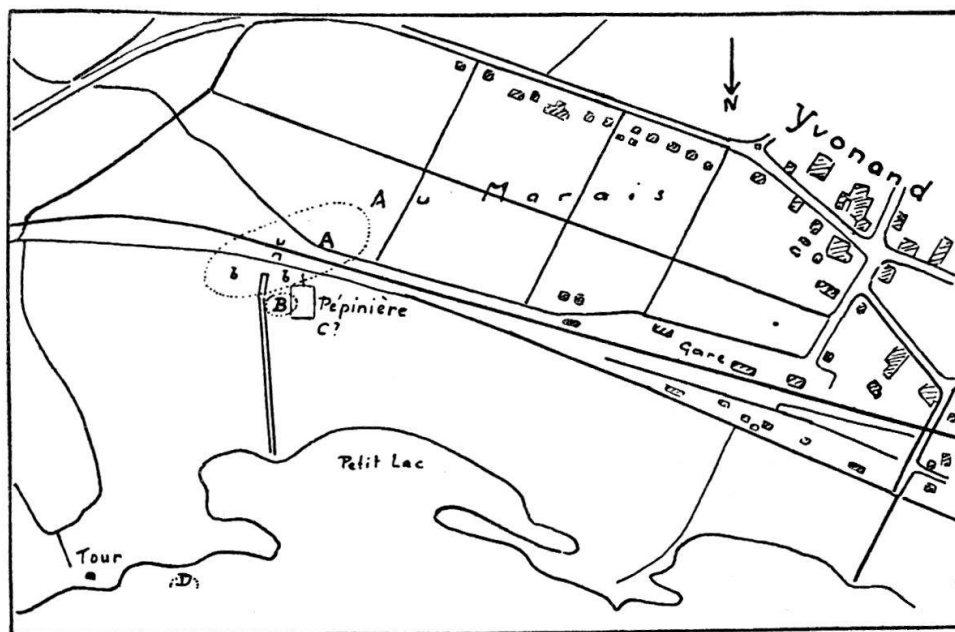 N
Yvonand
Au Marais
A
b
b
B
Pépinière
C?
Gare
Petit Lac
Tour
D